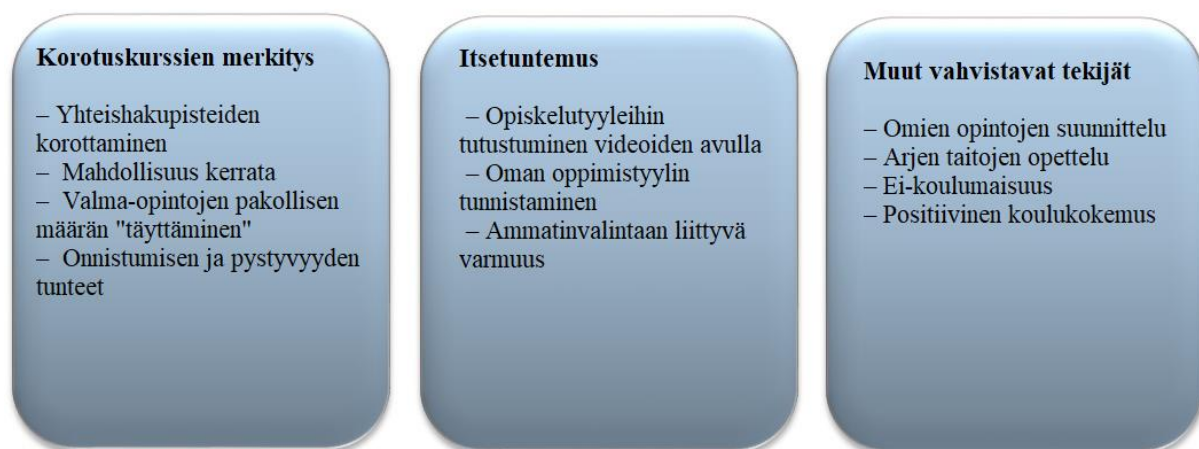 Korotuskurssien merkitys
– Yhteishakupisteiden
korottaminen
– Mahdollisuus kerrata
– Valma-opintojen pakollisen
määrän "täyttäminen"
– Onnistumisen ja pystyvyyden
tunteet
Itsetuntemus
– Opiskelutyyleihin
tutustuminen videoiden avulla
– Oman oppimistyylin
tunnistaminen
– Ammatinvalintaan liittyvä
varmuus
Muut vahvistavat tekijät
– Omien opintojen suunnittelu
– Arjen taitojen opettelu
– Ei-koulumaisuus
– Positiivinen koulukokemus